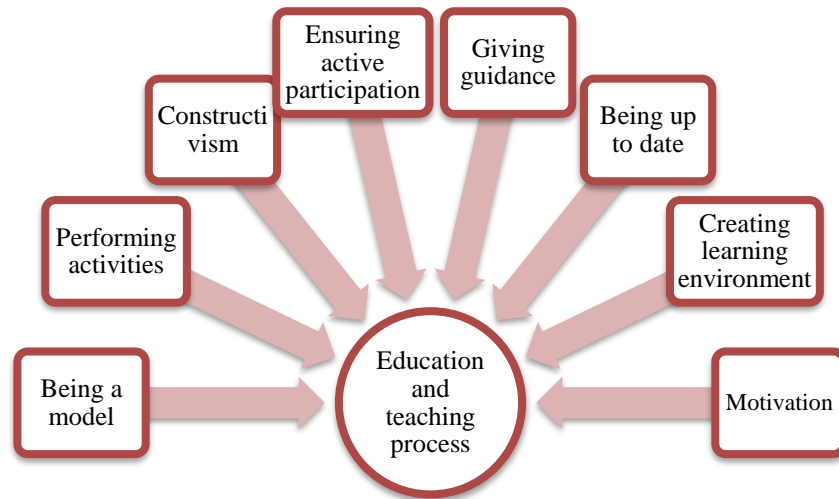 Being a
model
Performing
activities
Constructi
vism
Ensuring
active
participation
Giving
guidance
Being up
to date
Creating
learning
environment
Motivation
Education
and
teaching
process